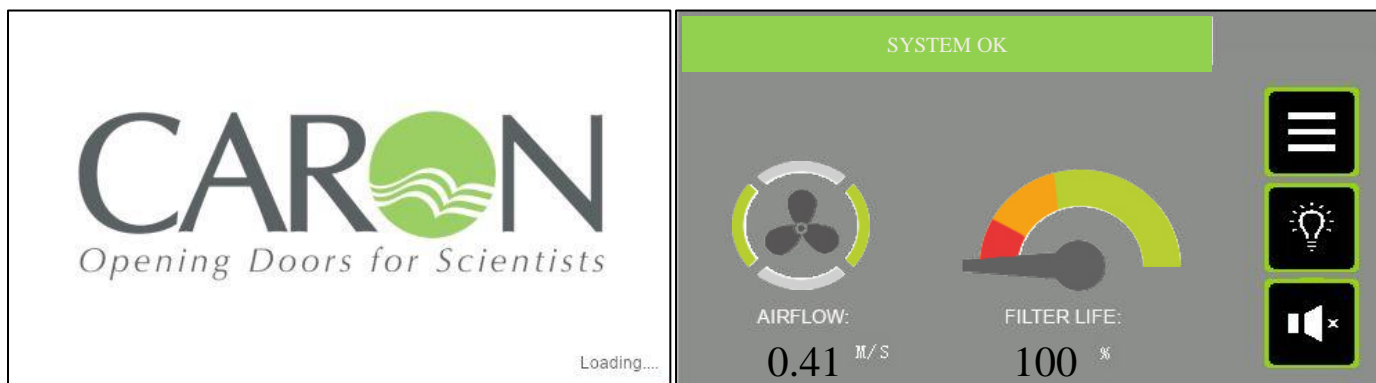 CARON
Opening Doors for Scientists
Loading....
SYSTEM OK
AIRFLOW:
0.41 M/S
FILTER LIFE:
100 %